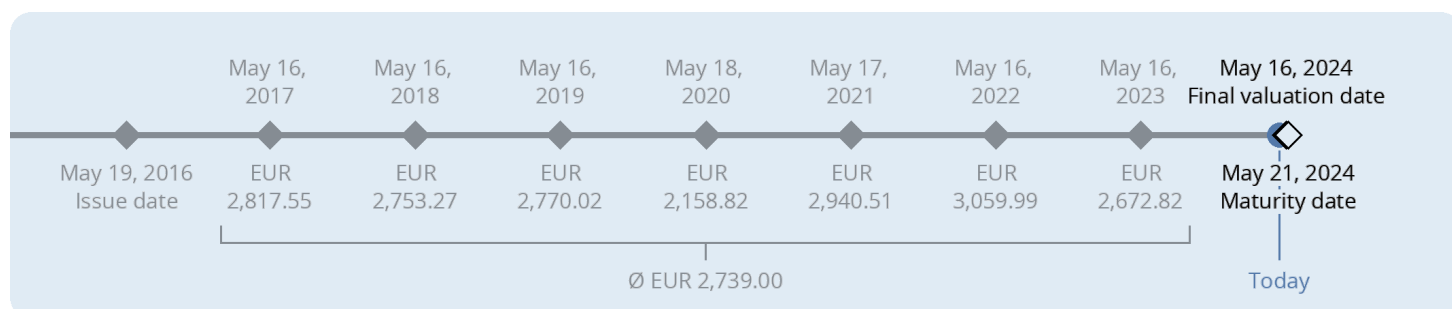 May 16,
2017
May 16,
2018
May 16,
2019
May 18,
2020
May 17,
2021
May 16,
2022
May 16,
2023
May 16, 2024
Final valuation date
May 19, 2016
Issue date
EUR
2,817.55
EUR
2,753.27
EUR
2,770.02
EUR
2,158.82
EUR
2,940.51
EUR
3,059.99
EUR
2,672.82
May 21, 2024
Maturity date
Ø EUR 2,739.00
Today